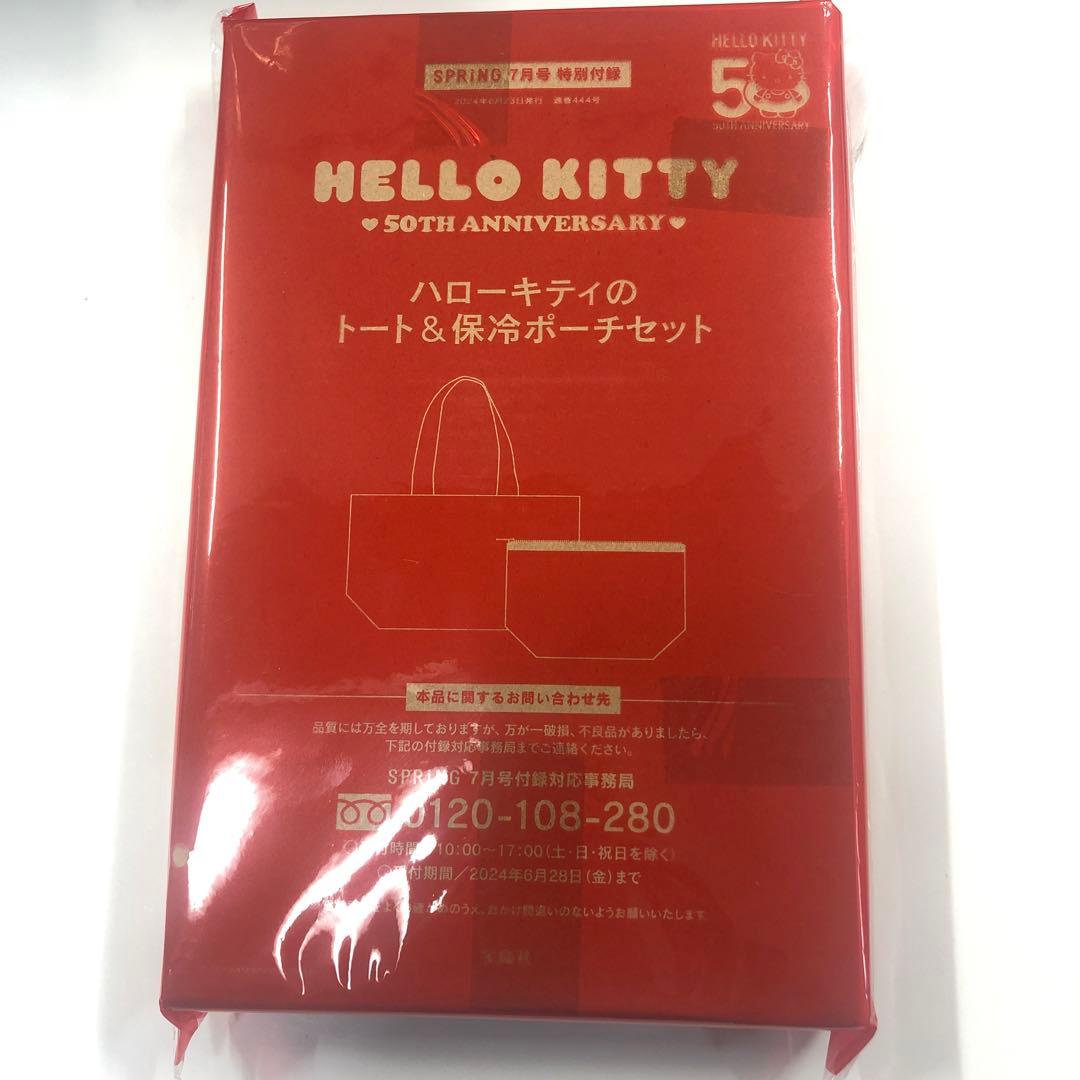 HELLO KITTY
50
50TH ANNIVERSARY
SPRiNG 7月号 特別付録
2024年6月23日発行 通巻444号
HELLO KITTY
♥50TH ANNIVERSARY♥
ハローキティの
トート&保冷ポーチセット
本品に関するお問い合わせ先
品質には万全を期しておりますが、万が一破損、不良品がありましたら、
下記の付録対応事務局までご連絡ください。
SPRiNG 7月号付録対応事務局
0120-108-280
付時間 10:00〜17:00(土・日・祝日を除く)
付期間/2024年6月28日(金)まで
のうえ、おかけ間違いのないようお願いいたします。
宝島社